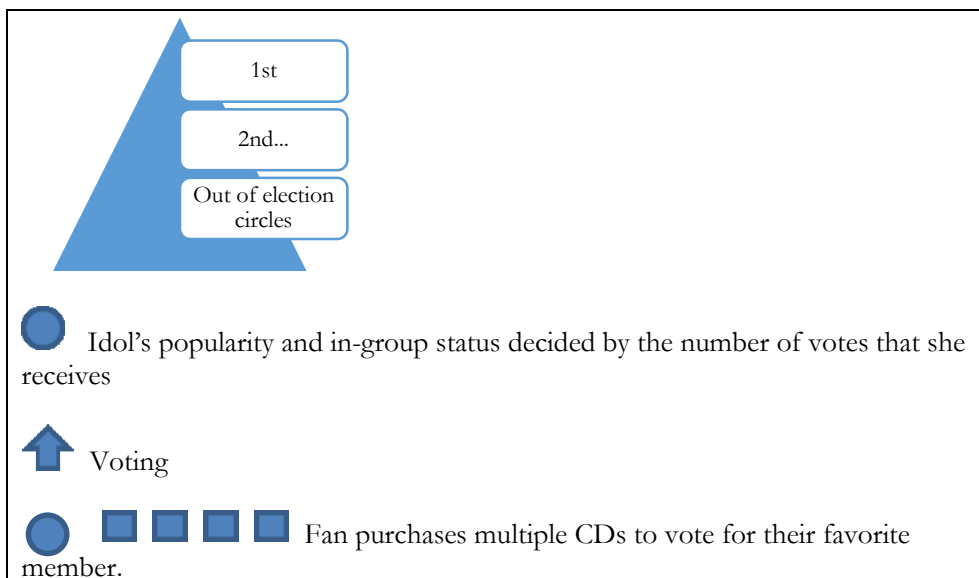 1st
2nd...
Out of election
circles
Idol's popularity and in-group status decided by the number of votes that she
receives
Voting
Fan purchases multiple CDs to vote for their favorite
member.